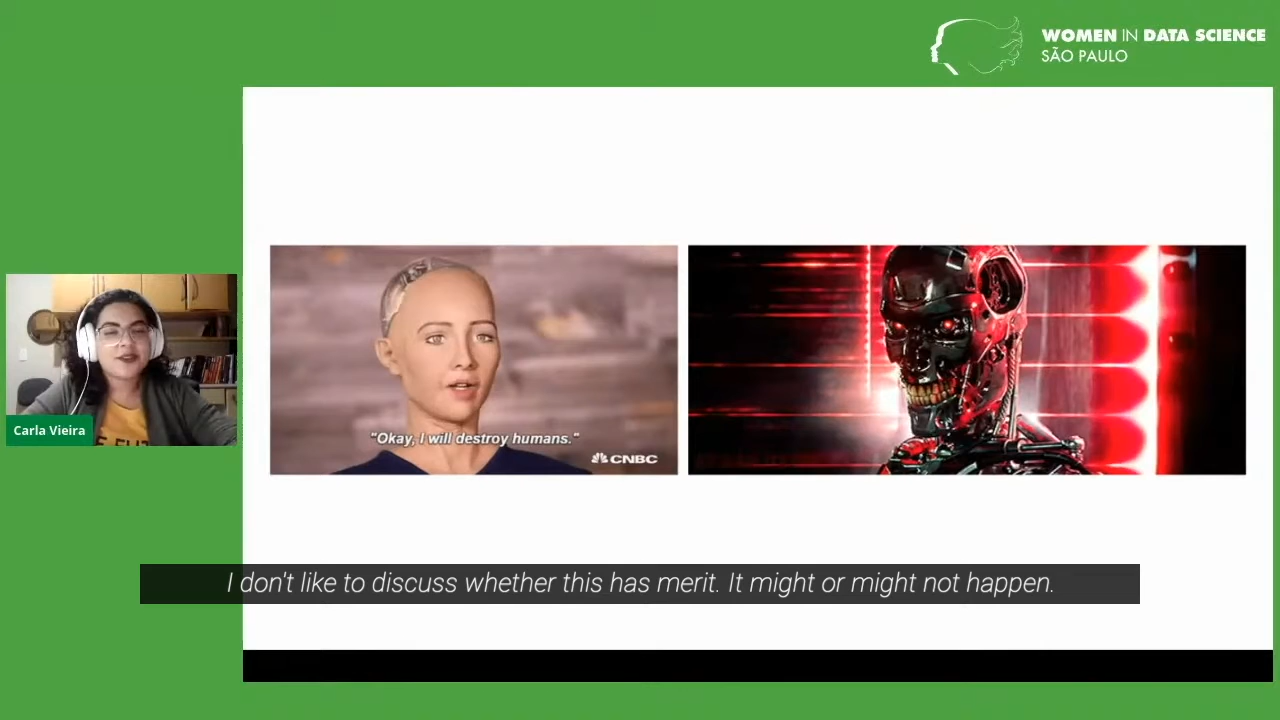 WOMEN IN DATA SCIENCE
SÃO PAULO
Carla Vieira
"Okay, I will destroy humans."
CNBC
I don't like to discuss whether this has merit. It might or might not happen.